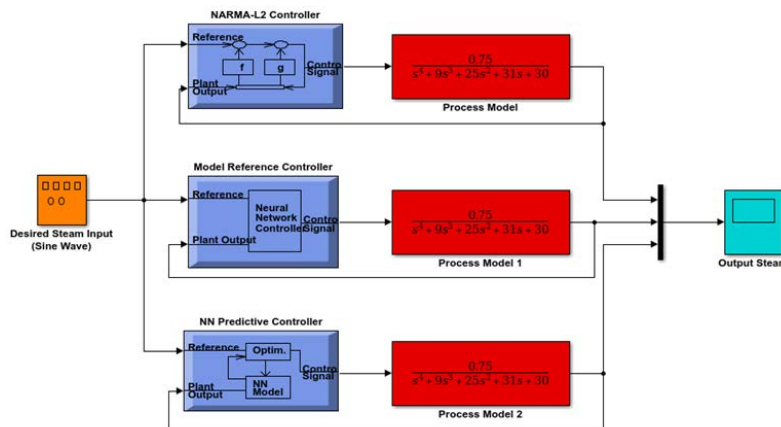 NARMA-L2 Controller
Reference
f
g
Contro
Signal
Plant
Output
0.75
s⁴+9s³+25s²+31s+30
Process Model
Desired Steam Input
(Sine Wave)
Model Reference Controller
Reference
Neural
Network
Controller
Contro
Signal
Plant Output
0.75
s⁴+9s³+25s²+31s+30
Process Model 1
Output Steam
NN Predictive Controller
Reference
Optim.
Contro
Signal
NN
Model
Plant
Output
0.75
s⁴+9s³+25s²+31s+30
Process Model 2